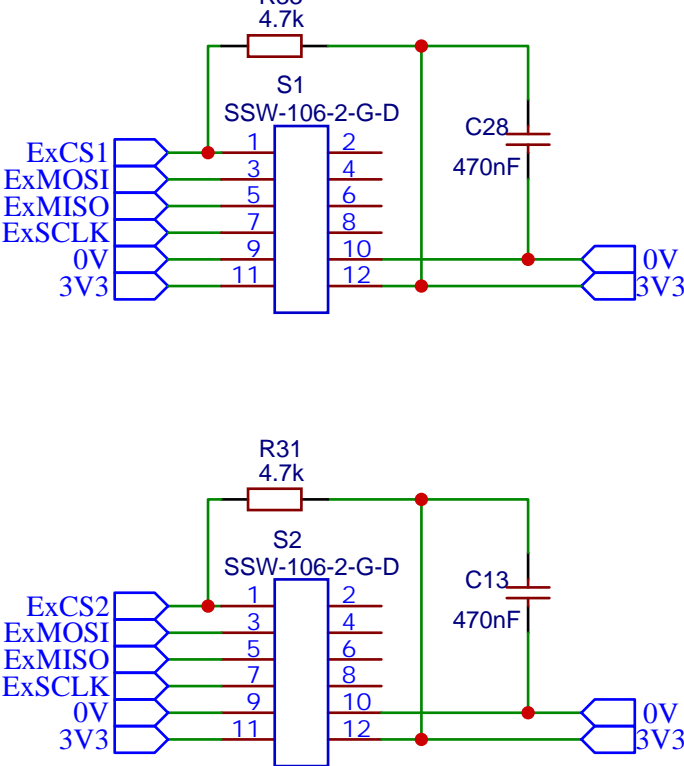 4.7k
S1
SSW-106-2-G-D
C28
470nF
ExCS1 1 2
ExMOSI 3 4
ExMISO 5 6
ExSCLK 7 8
0V 9 10 0V
3V3 11 12 3V3
R31
4.7k
S2
SSW-106-2-G-D
C13
470nF
ExCS2 1 2
ExMOSI 3 4
ExMISO 5 6
ExSCLK 7 8
0V 9 10 0V
3V3 11 12 3V3